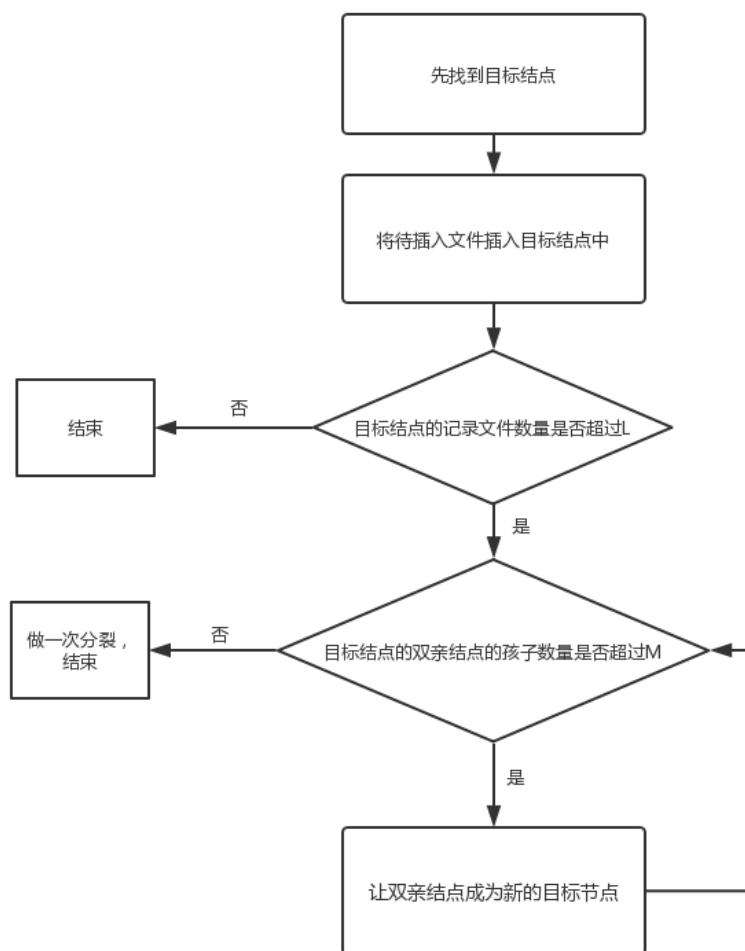 先找到目标结点
将待插入文件插入目标结点中
目标结点的记录文件数量是否超过L
否
结束
是
目标结点的双亲结点的孩子数量是否超过M
否
做一次分裂，
结束
是
让双亲结点成为新的目标节点